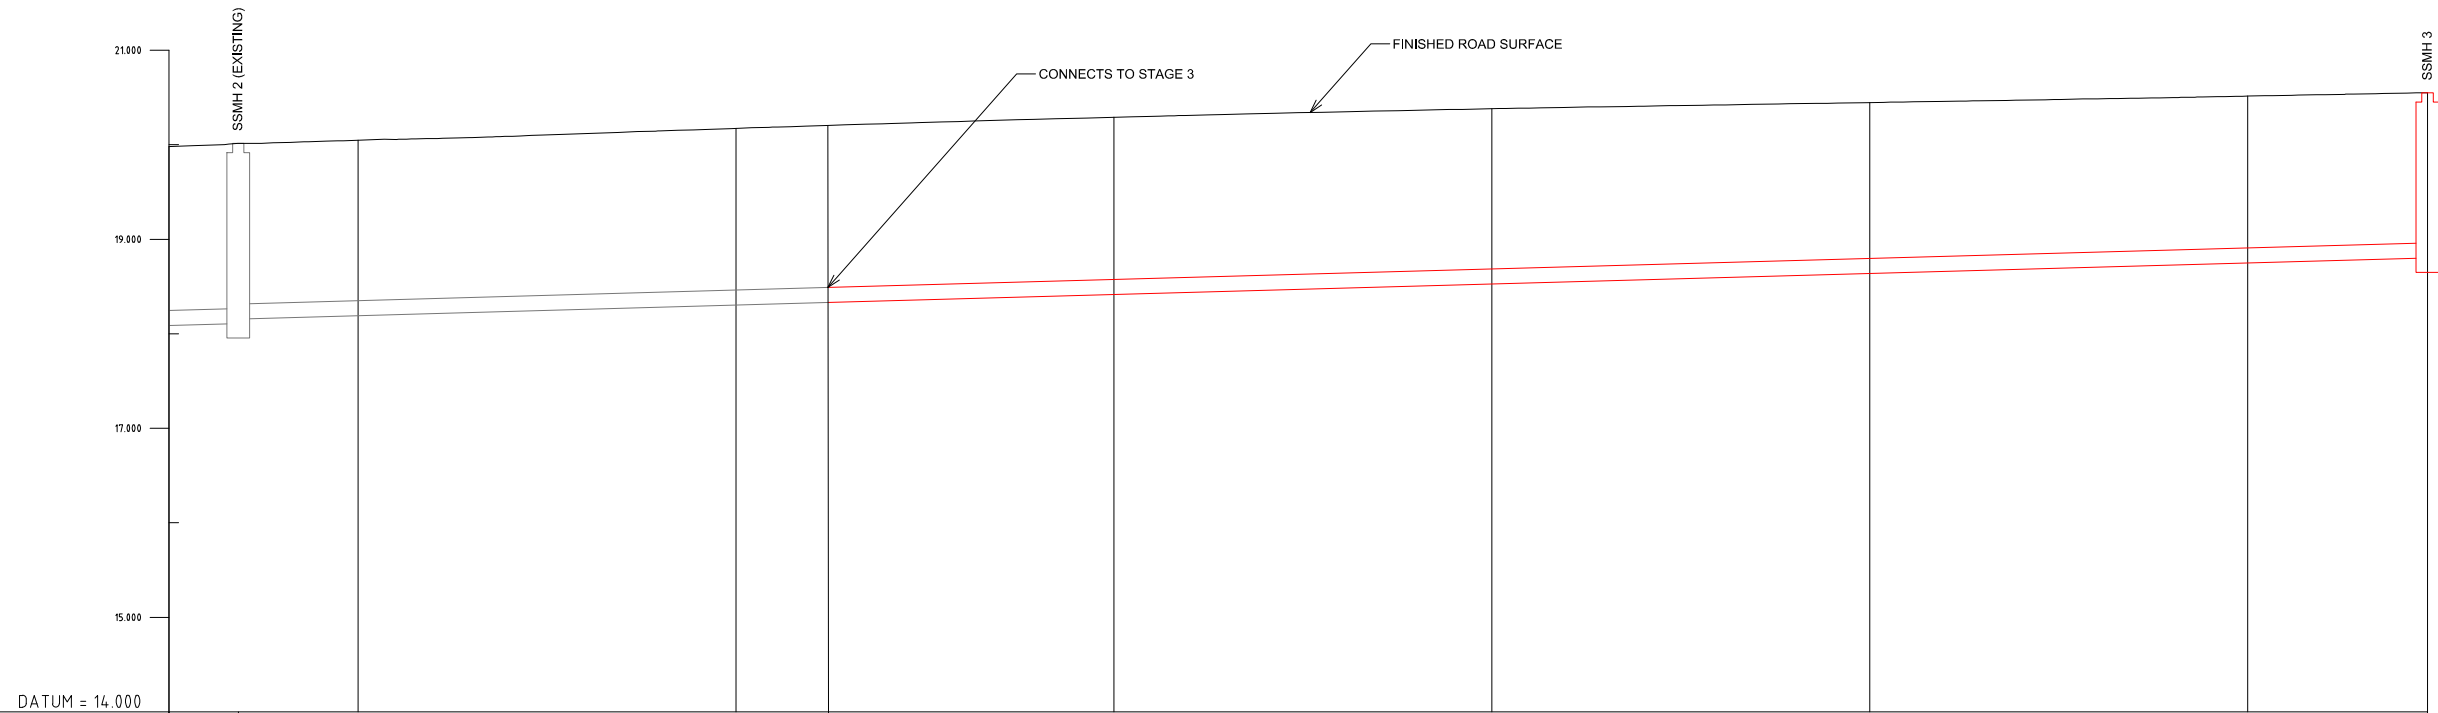 SSMH 2 (EXISTING)
SSMH 3
21.000
FINISHED ROAD SURFACE
CONNECTS TO STAGE 3
19.000
17.000
15.000
DATUM = 14.000